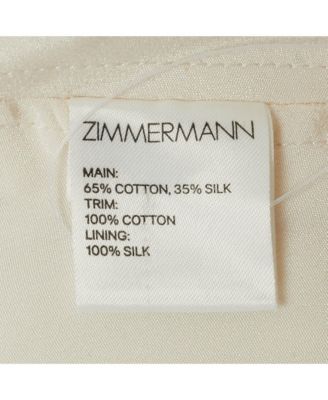 ZIMMERMANN
MAIN:
65% COTTON, 35% SILK
TRIM:
100% COTTON
LINING:
100% SILK